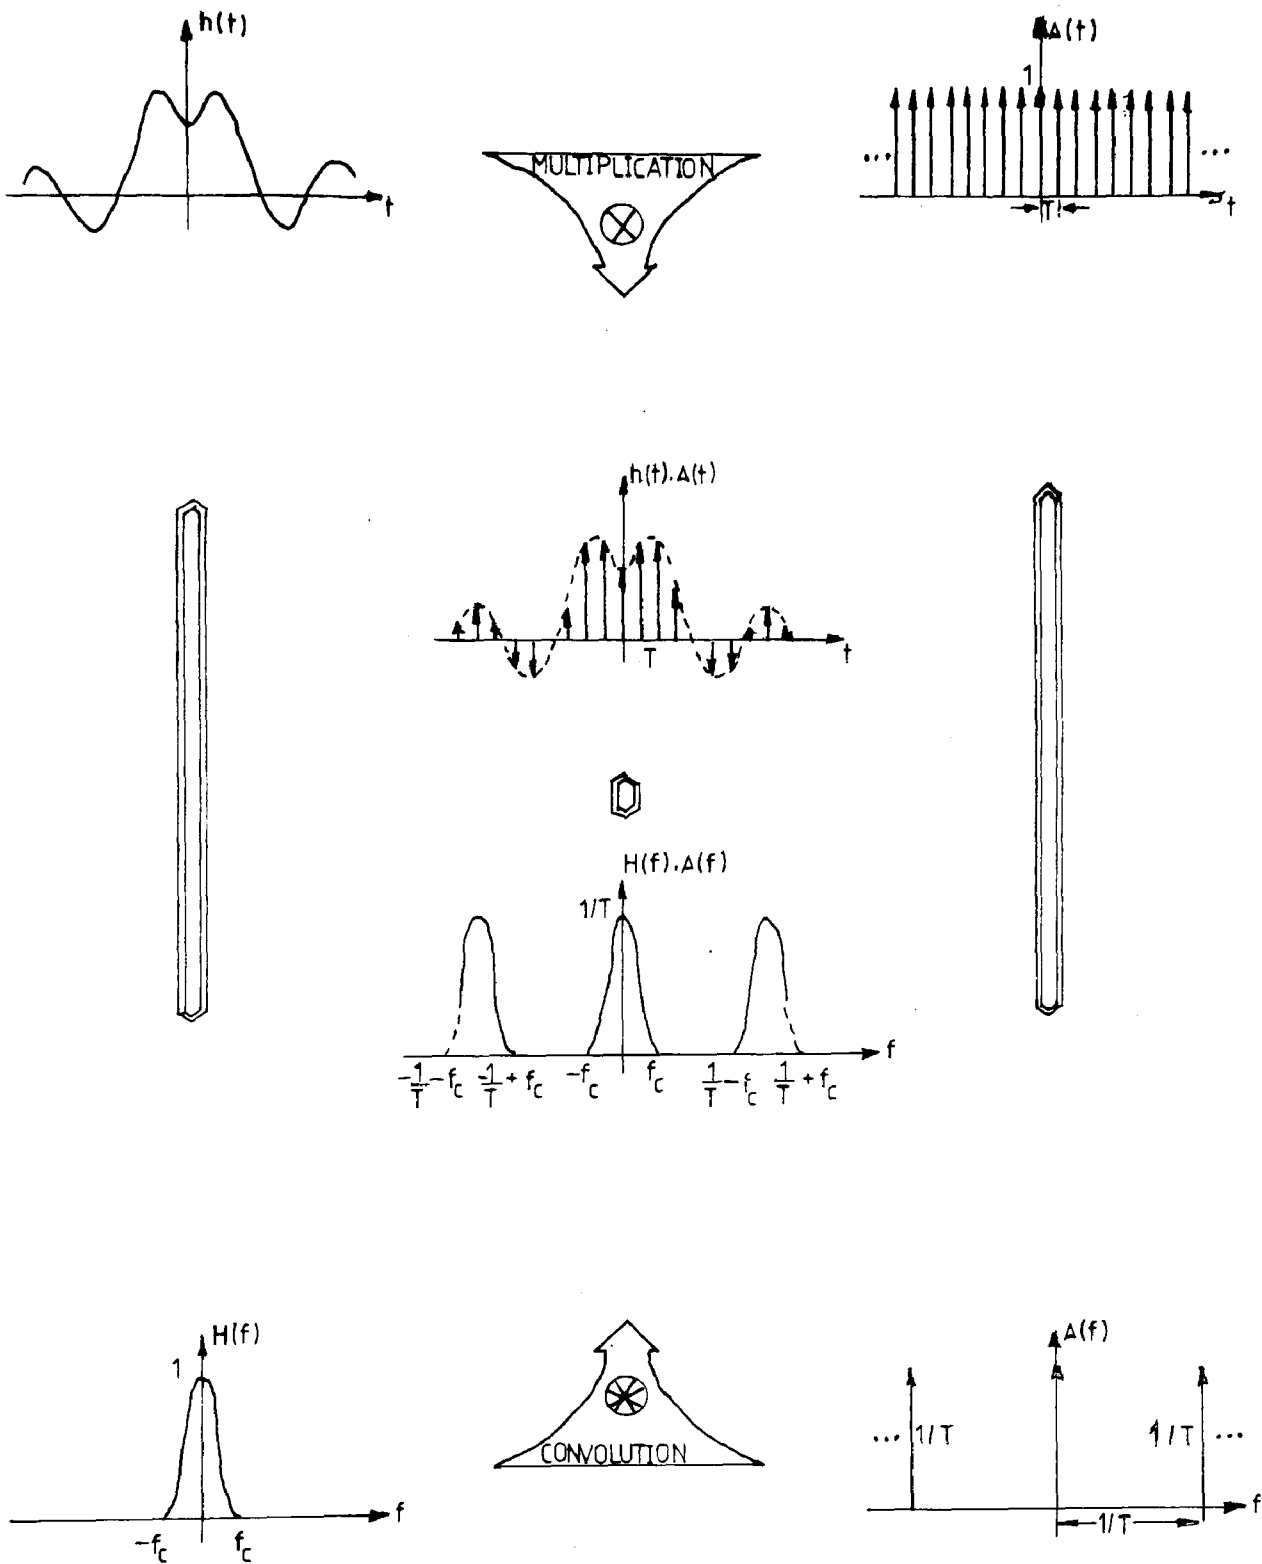 h(t)
t
MULTIPLICATION
Δ(t)
1
1
...
...
T
t
h(t).Δ(t)
T
t
H(f).Δ(f)
1/T
f
-1/T-fc
-1/T+fc
-fc
fc
1/T-fc
1/T+fc
H(f)
1
-fc
fc
f
CONVOLUTION
Δ(f)
...
1/T
1/T
...
1/T
f